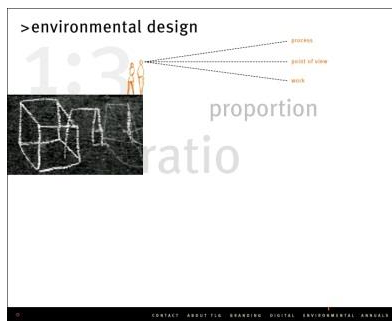 >environmental design
process
1:3
point of view
work
proportion
ratio
CONTACT ABOUT TLG BRANDING DIGITAL ENVIRONMENTAL ANNUALS